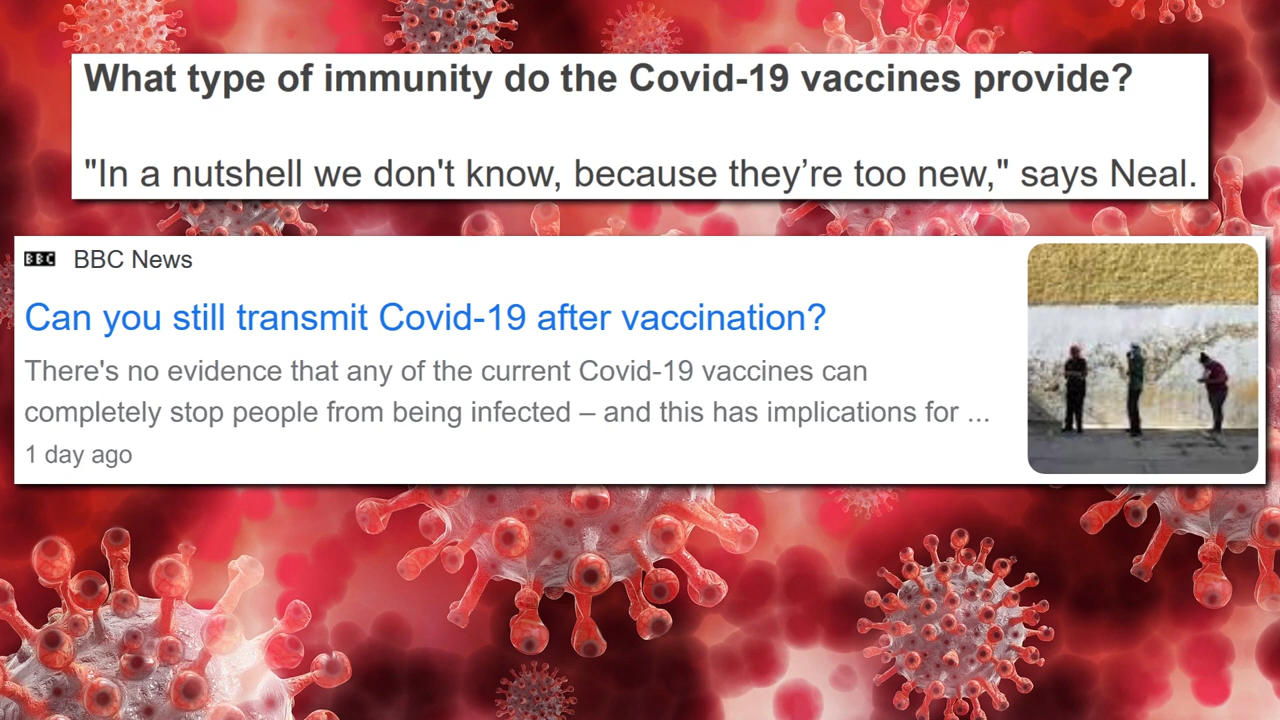 What type of immunity do the Covid-19 vaccines provide?
"In a nutshell we don't know, because they’re too new," says Neal.
BBC BBC News
Can you still transmit Covid-19 after vaccination?
There's no evidence that any of the current Covid-19 vaccines can
completely stop people from being infected – and this has implications for ...
1 day ago